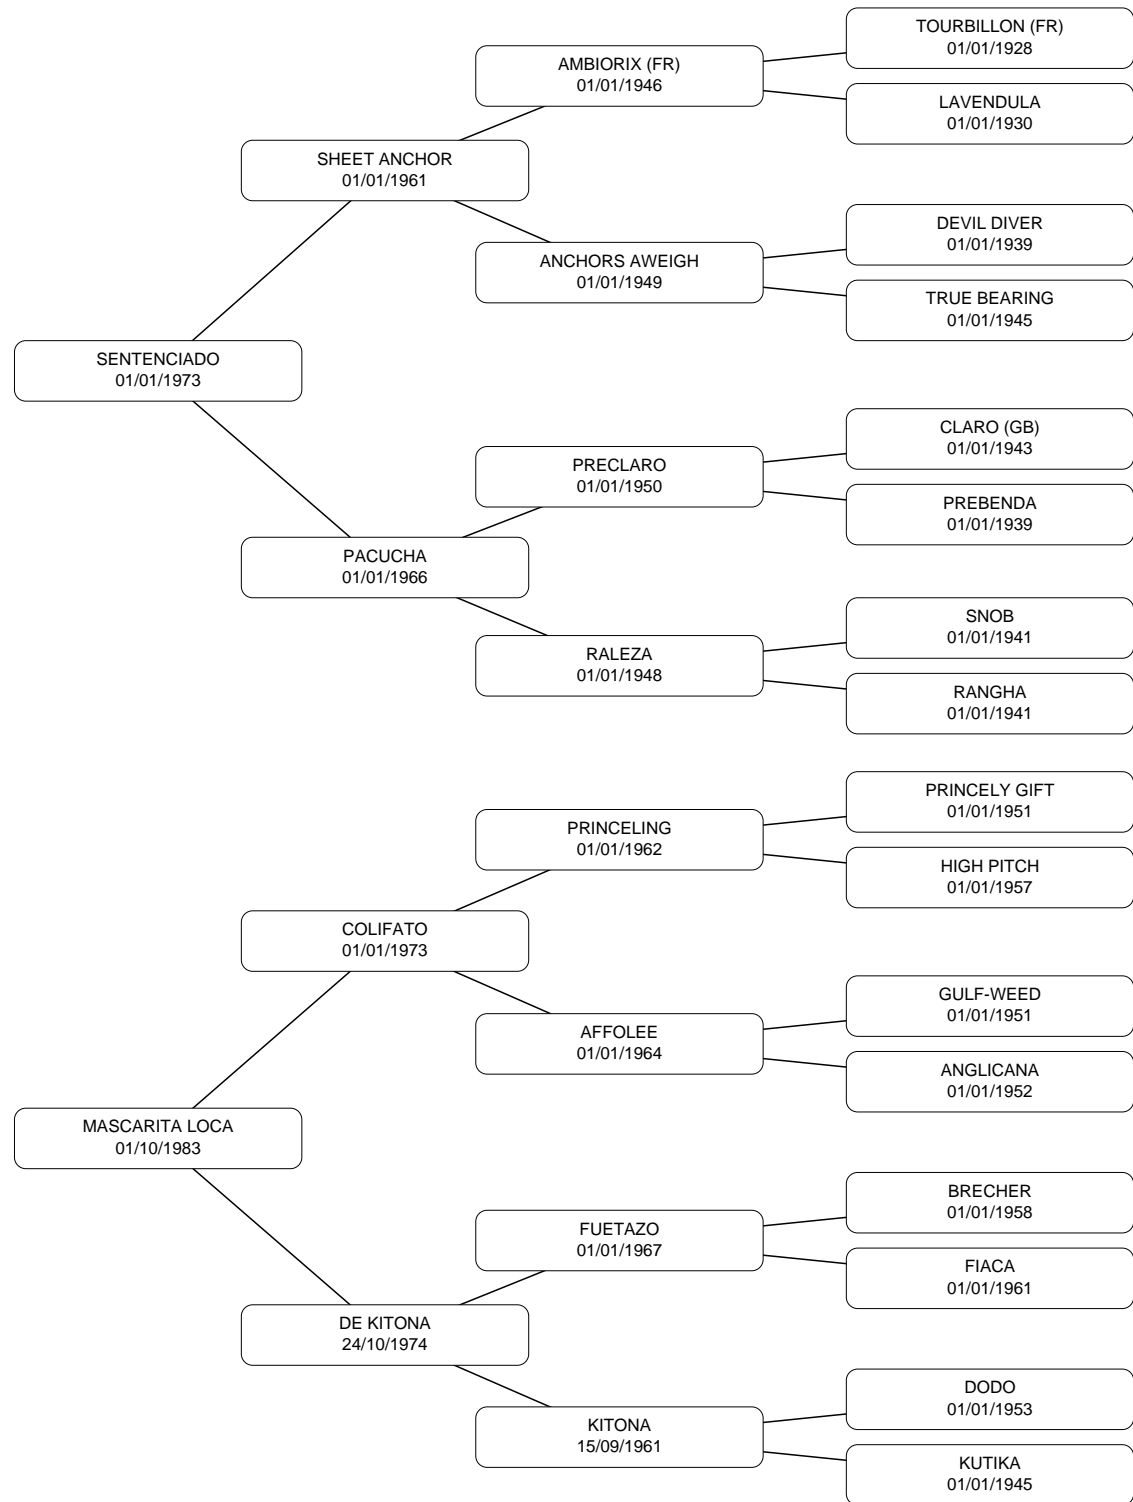 TOURBILLON (FR)
01/01/1928
AMBIORIX (FR)
01/01/1946
LAVENDULA
01/01/1930
SHEET ANCHOR
01/01/1961
DEVIL DIVER
01/01/1939
ANCHORS AWEIGH
01/01/1949
TRUE BEARING
01/01/1945
SENTENCIADO
01/01/1973
CLARO (GB)
01/01/1943
PRECLARO
01/01/1950
PREBENDA
01/01/1939
PACUCHA
01/01/1966
SNOB
01/01/1941
RALEZA
01/01/1948
RANGHA
01/01/1941
PRINCELY GIFT
01/01/1951
PRINCELING
01/01/1962
HIGH PITCH
01/01/1957
COLIFATO
01/01/1973
GULF-WEED
01/01/1951
AFFOLEE
01/01/1964
ANGLICANA
01/01/1952
MASCARITA LOCA
01/10/1983
BRECHER
01/01/1958
FUETAZO
01/01/1967
FIACA
01/01/1961
DE KITONA
24/10/1974
DODO
01/01/1953
KITONA
15/09/1961
KUTIKA
01/01/1945